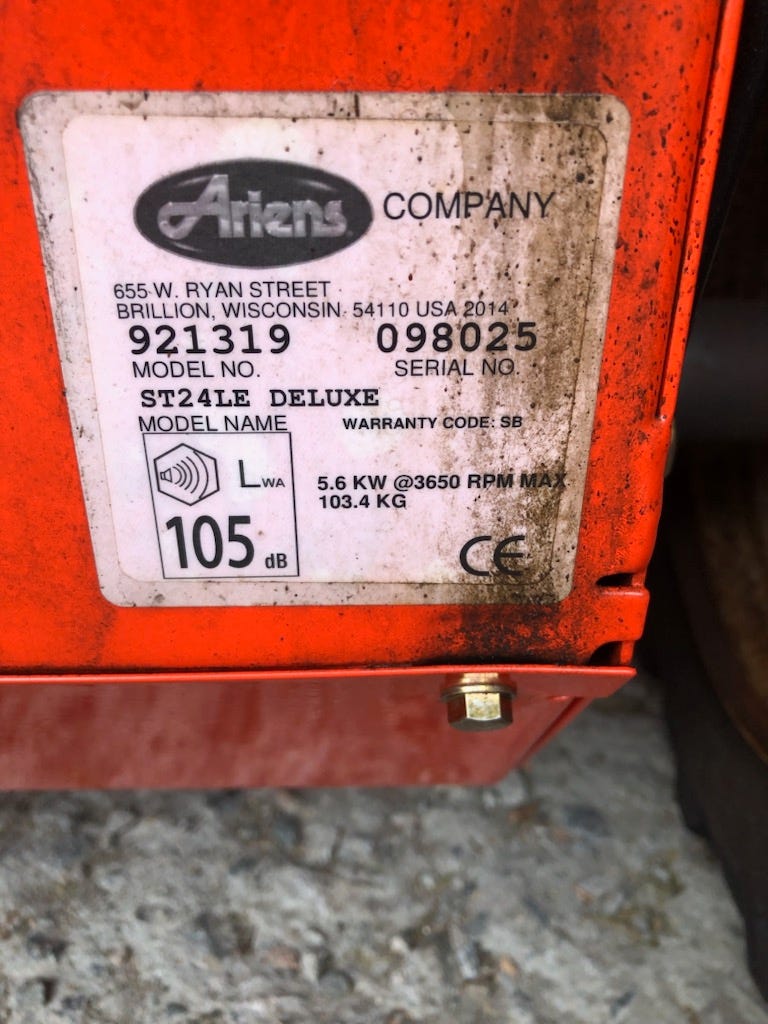 Ariens COMPANY
655 W. RYAN STREET
BRILLION, WISCONSIN 54110 USA 2014
921319 098025
MODEL NO. SERIAL NO.
ST24LE DELUXE
MODEL NAME WARRANTY CODE: SB
LWA
5.6 KW @3650 RPM MAX
103.4 KG
105 dB
CE